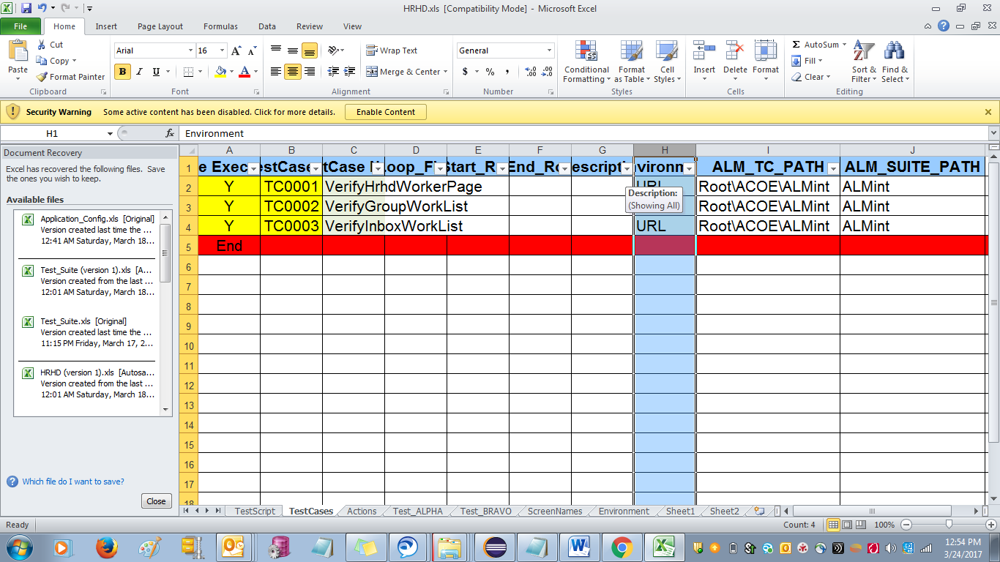 HRHD.xls [Compatibility Mode] - Microsoft Excel
File Home Insert Page Layout Formulas Data Review View
Paste
Cut
Copy
Format Painter
Clipboard
Arial 16
B I U
Font
Wrap Text
Merge & Center
Alignment
General
$ % ,
Number
Conditional Formatting
Format as Table
Cell Styles
Styles
Insert Delete Format
Cells
AutoSum
Fill
Clear
Sort & Filter
Find & Select
Editing
Security Warning Some active content has been disabled. Click for more details. Enable Content
H1 fx Environment
Document Recovery
Excel has recovered the following files. Save
the ones you wish to keep.
Available files
Application_Config.xls [Original]
Version created last time the ...
12:41 AM Saturday, March 18...
Test_Suite (version 1).xls [A...
Version created from the last ...
12:01 AM Saturday, March 18...
Test_Suite.xls [Original]
Version created last time the ...
11:15 PM Friday, March 17, 2...
HRHD (version 1).xls [Autosa...
Version created from the last ...
12:01 AM Saturday, March 18...
Which file do I want to save?
Close
A B C D E F G H I J
1 e Exec estCase tCase Loop_F Start_R End_Ro escripti vironn ALM_TC_PATH ALM_SUITE_PATH
2 Y TC0001 VerifyHrhdWorkerPage URL Root\ACOE\ALMint ALMint
Description:
(Showing All)
3 Y TC0002 VerifyGroupWorkList Root\ACOE\ALMint ALMint
4 Y TC0003 VerifyInboxWorkList URL Root\ACOE\ALMint ALMint
5 End
6
7
8
9
10
11
12
13
14
15
16
17
18
TestScript TestCases Actions Test_ALPHA Test_BRAVO ScreenNames Environment Sheet1 Sheet2
Ready Count: 4 100%
12:54 PM
3/24/2017